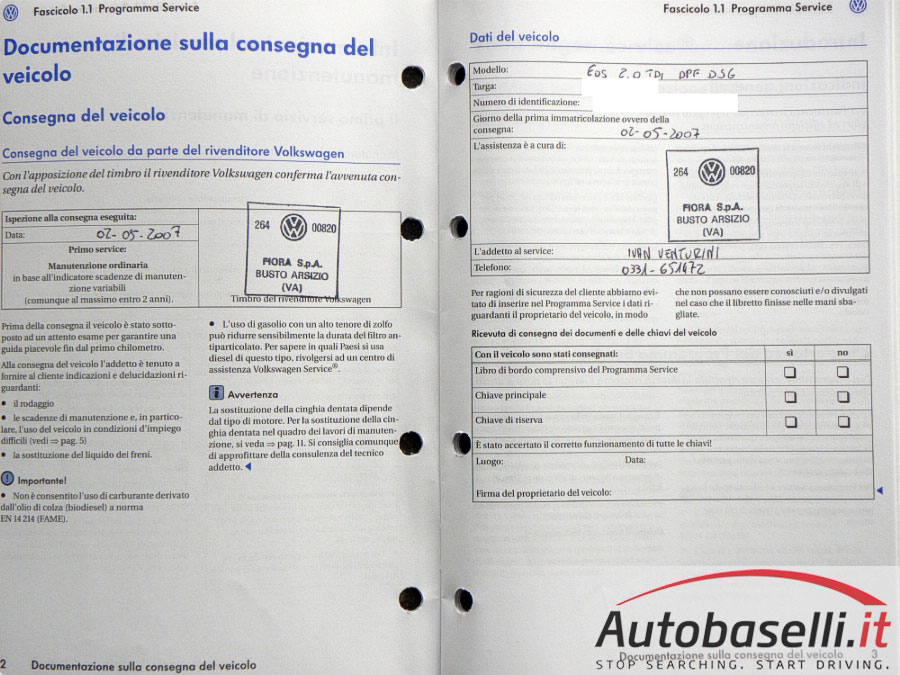 Fascicolo 1.1 Programma Service
Documentazione sulla consegna del
veicolo
Consegna del veicolo
Consegna del veicolo da parte del rivenditore Volkswagen
Con l'apposizione del timbro il rivenditore Volkswagen conferma l'avvenuta con-
segna del veicolo.
Ispezione alla consegna eseguita:
Data: 02-05-2007
Primo service:
Manutenzione ordinaria
in base all'indicatore scadenze di manuten-
zione variabili
(comunque al massimo entro 2 anni).
264 00820
FIORA S.p.A.
BUSTO ARSIZIO
(VA)
Timbro del rivenditore Volkswagen
Prima della consegna il veicolo è stato sotto-
posto ad un attento esame per garantire una
guida piacevole fin dal primo chilometro.
Alla consegna del veicolo l'addetto è tenuto a
fornire al cliente indicazioni e delucidazioni ri-
guardanti:
• il rodaggio
• le scadenze di manutenzione e, in partico-
lare, l'uso del veicolo in condizioni d'impiego
difficili (vedi ⇒ pag. 5)
• la sostituzione del liquido dei freni.
Importante!
• Non è consentito l'uso di carburante derivato
dall'olio di colza (biodiesel) a norma
EN 14 214 (FAME).
• L'uso di gasolio con un alto tenore di zolfo
può ridurre sensibilmente la durata del filtro an-
tiparticolato. Per sapere in quali Paesi si usa
diesel di questo tipo, rivolgersi ad un centro di
assistenza Volkswagen Service®.
Avvertenza
La sostituzione della cinghia dentata dipende
dal tipo di motore. Per la sostituzione della cin-
ghia dentata nel quadro dei lavori di manuten-
zione, si veda ⇒ pag. 11. Si consiglia comunque
di approfittare della consulenza del tecnico
addetto.
2 Documentazione sulla consegna del veicolo
Fascicolo 1.1 Programma Service
Dati del veicolo
Modello: EOS 2.0 TDI DPF DSG
Targa:
Numero di identificazione:
Giorno della prima immatricolazione ovvero della
consegna: 02-05-2007
L'assistenza è a cura di:
264 00820
FIORA S.p.A.
BUSTO ARSIZIO
(VA)
L'addetto al service: IVAN VENTURINI
Telefono: 0331-651472
Per ragioni di sicurezza del cliente abbiamo evi-
tato di inserire nel Programma Service i dati ri-
guardanti il proprietario del veicolo, in modo
che non possano essere conosciuti e/o divulgati
nel caso che il libretto finisse nelle mani sba-
gliate.
Ricevuta di consegna dei documenti e delle chiavi del veicolo
Con il veicolo sono stati consegnati: sì no
Libro di bordo comprensivo del Programma Service
Chiave principale
Chiave di riserva
È stato accertato il corretto funzionamento di tutte le chiavi!
Luogo: Data:
Firma del proprietario del veicolo:
Autobaselli.it
Documentazione sulla consegna del veicolo 3
STOP SEARCHING. START DRIVING.